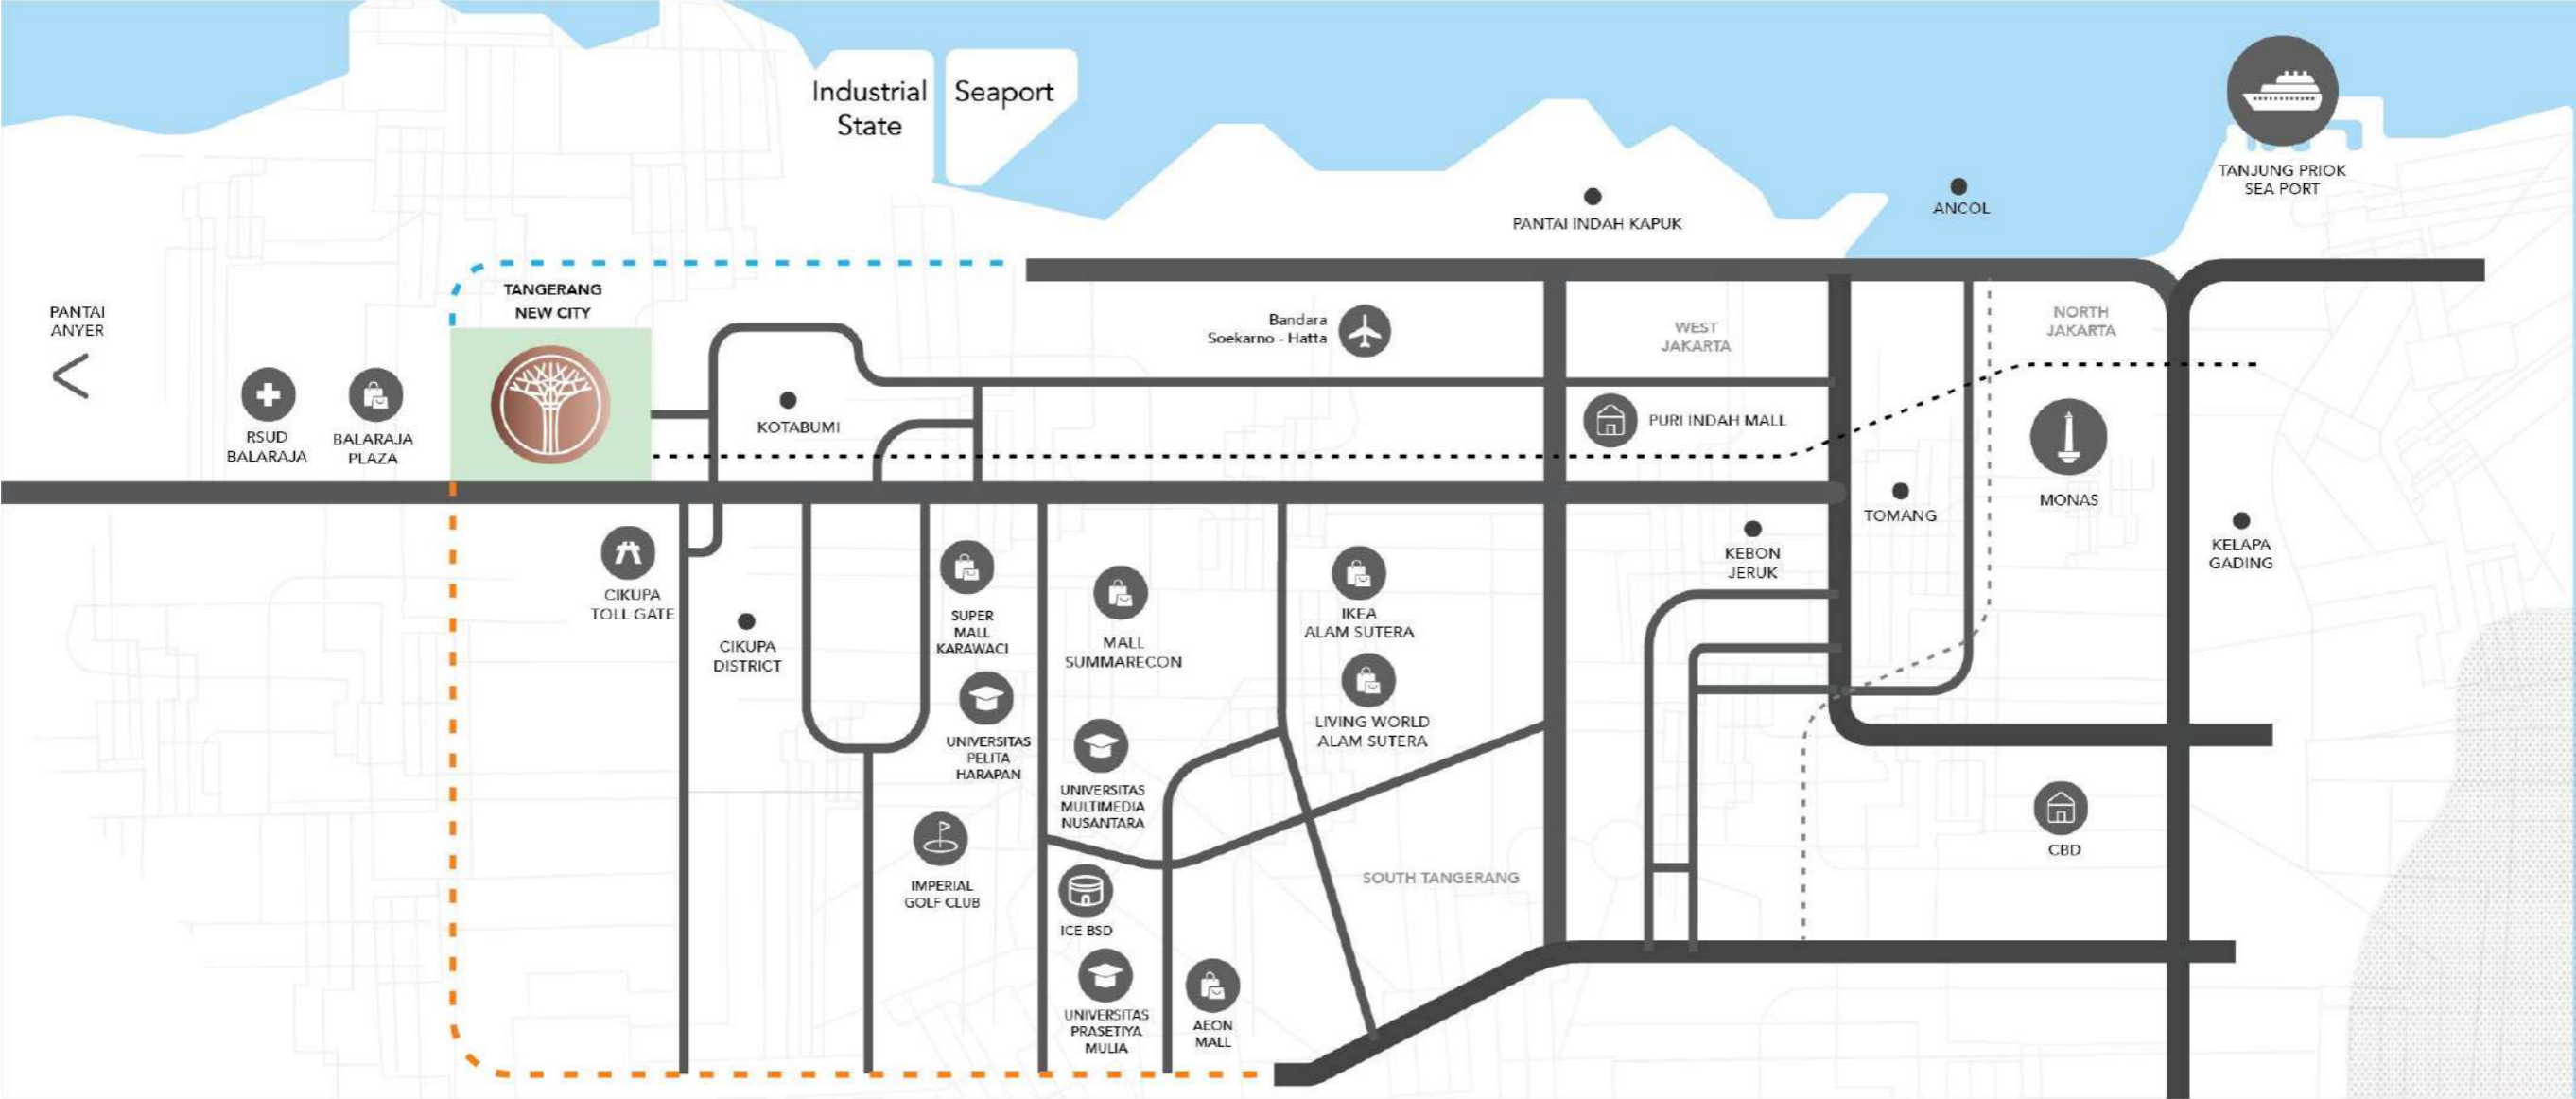 Industrial
State
Seaport
TANJUNG PRIOK
SEA PORT
ANCOL
PANTAI INDAH KAPUK
TANGERANG
NEW CITY
PANTAI
ANYER
Bandara
Soekarno - Hatta
WEST
JAKARTA
NORTH
JAKARTA
RSUD
BALARAJA
BALARAJA
PLAZA
KOTABUMI
PURI INDAH MALL
MONAS
TOMANG
KEBON
JERUK
KELAPA
GADING
CIKUPA
TOLL GATE
CIKUPA
DISTRICT
SUPER
MALL
KARAWACI
MALL
SUMMARECON
IKEA
ALAM SUTERA
LIVING WORLD
ALAM SUTERA
UNIVERSITAS
PELITA
HARAPAN
UNIVERSITAS
MULTIMEDIA
NUSANTARA
IMPERIAL
GOLF CLUB
ICE BSD
SOUTH TANGERANG
CBD
UNIVERSITAS
PRASETIYA
MULIA
AEON
MALL